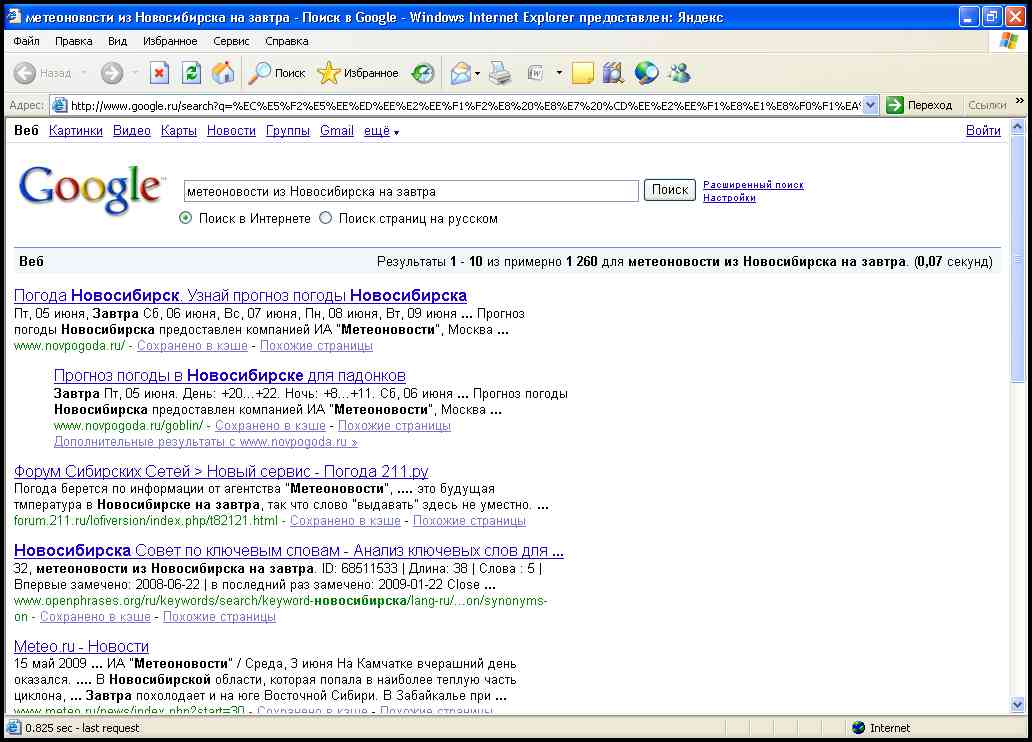 метеоновости из Новосибирска на завтра - Поиск в Google - Windows Internet Explorer предоставлен: Яндекс
Файл Правка Вид Избранное Сервис Справка
Назад Поиск Избранное
Адрес: http://www.google.ru/search?q=%EC%E5%F2%E5%EE%ED%EE%E2%EE%F1%F2%E8%20%E8%E7%20%CD%EE%E2%EE%F1%E8%E1%E8%F0%F1%EA% Переход Ссылки »
Веб Картинки Видео Карты Новости Группы Gmail ещё Войти
Google™
метеоновости из Новосибирска на завтра Поиск Расширенный поиск
Настройки
Поиск в Интернете Поиск страниц на русском
Веб Результаты 1 - 10 из примерно 1 260 для метеоновости из Новосибирска на завтра. (0,07 секунд)
Погода Новосибирск. Узнай прогноз погоды Новосибирска
Пт, 05 июня, Завтра Сб, 06 июня, Вс, 07 июня, Пн, 08 июня, Вт, 09 июня ... Прогноз
погоды Новосибирска предоставлен компанией ИА "Метеоновости", Москва ...
www.novpogoda.ru/ - Сохранено в кэше - Похожие страницы
Прогноз погоды в Новосибирске для падонков
Завтра Пт, 05 июня. День: +20...+22. Ночь: +8...+11. Сб, 06 июня ... Прогноз погоды
Новосибирска предоставлен компанией ИА "Метеоновости", Москва ...
www.novpogoda.ru/goblin/ - Сохранено в кэше - Похожие страницы
Дополнительные результаты с www.novpogoda.ru »
Форум Сибирских Сетей > Новый сервис - Погода 211.ру
Погода берется по информации от агентства "Метеоновости", .... это будущая
тмпература в Новосибирске на завтра, так что слово "выдавать" здесь не уместно. ...
forum.211.ru/lofiversion/index.php/t82121.html - Сохранено в кэше - Похожие страницы
Новосибирска Совет по ключевым словам - Анализ ключевых слов для ...
32, метеоновости из Новосибирска на завтра. ID: 68511533 | Длина: 38 | Слова : 5 |
Впервые замечено: 2008-06-22 | в последний раз замечено: 2009-01-22 Close ...
www.openphrases.org/ru/keywords/search/keyword-новосибирска/lang-ru/...on/synonyms-
on - Сохранено в кэше - Похожие страницы
Meteo.ru - Новости
15 май 2009 ... ИА "Метеоновости" / Среда, 3 июня На Камчатке вчерашний день
оказался. .... В Новосибирской области, которая попала в наиболее теплую часть
циклона, ... Завтра похолодает и на юге Восточной Сибири. В Забайкалье при ...
www.meteo.ru/news/index.php?start=30 - Сохранено в кэше - Похожие страницы
0.825 sec - last request Internet